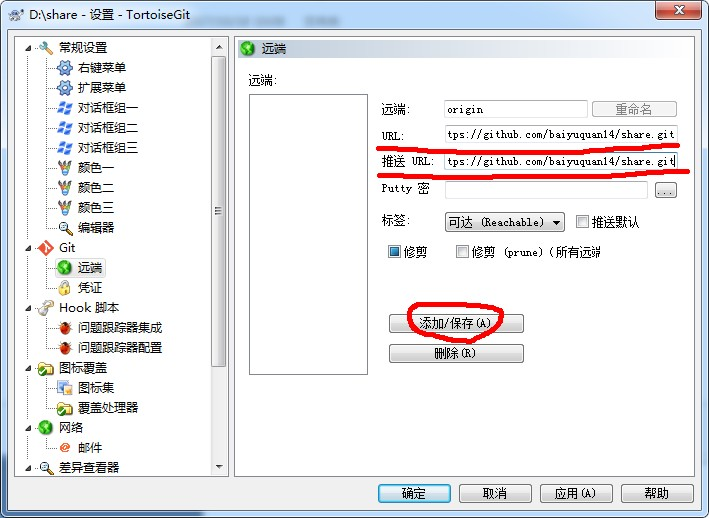 D:\share - 设置 - TortoiseGit
常规设置
右键菜单
扩展菜单
对话框组一
对话框组二
对话框组三
颜色一
颜色二
颜色三
编辑器
Git
远端
凭证
Hook 脚本
问题跟踪器集成
问题跟踪器配置
图标覆盖
图标集
覆盖处理器
网络
邮件
差异查看器
远端
远端:
远端: origin 重命名
URL: tps://github.com/baiyuquan14/share.git
推送 URL: tps://github.com/baiyuquan14/share.git
Putty 密 ...
标签: 可达 (Reachable) 推送默认
修剪 修剪 (prune) (所有远端
添加/保存(A)
删除(R)
确定 取消 应用(A) 帮助